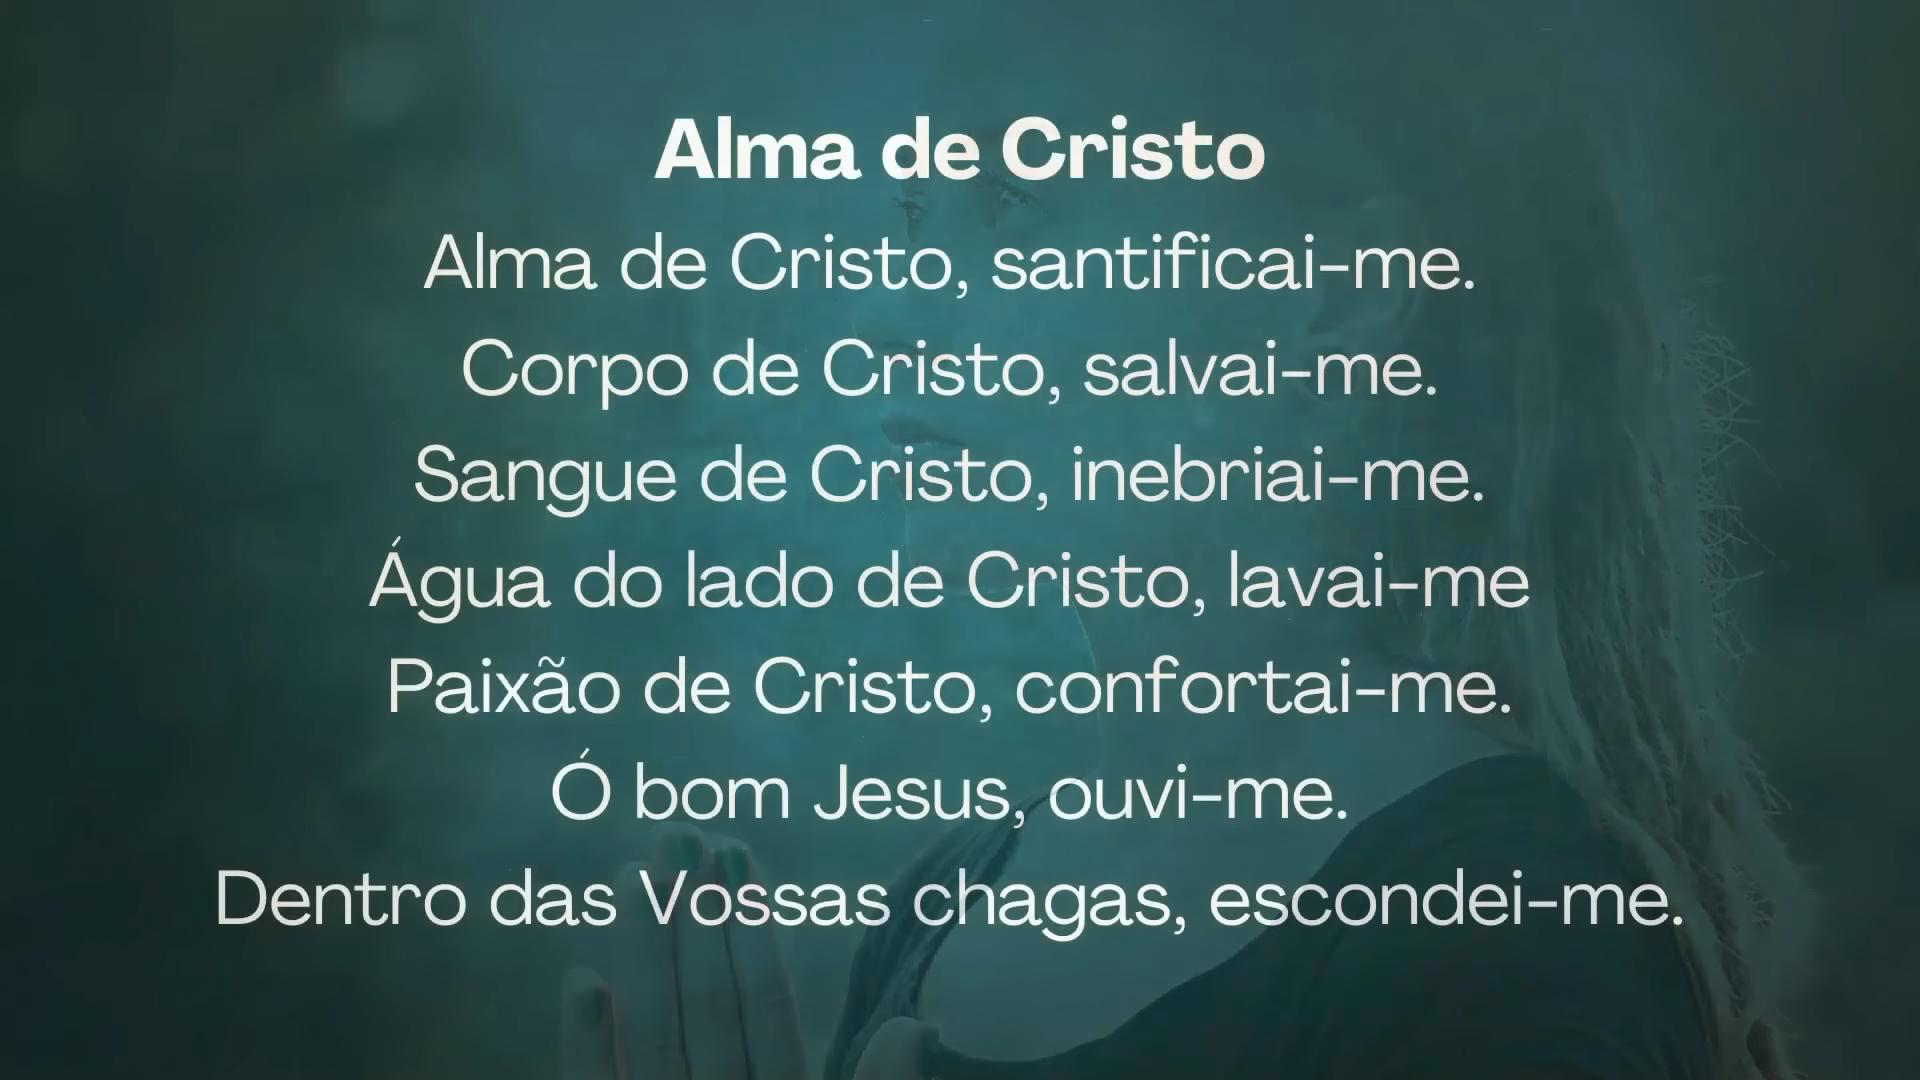 Alma de Cristo
Alma de Cristo, santificai-me.
Corpo de Cristo, salvai-me.
Sangue de Cristo, inebriai-me.
Água do lado de Cristo, lavai-me
Paixão de Cristo, confortai-me.
Ó bom Jesus, ouvi-me.
Dentro das Vossas chagas, escondei-me.